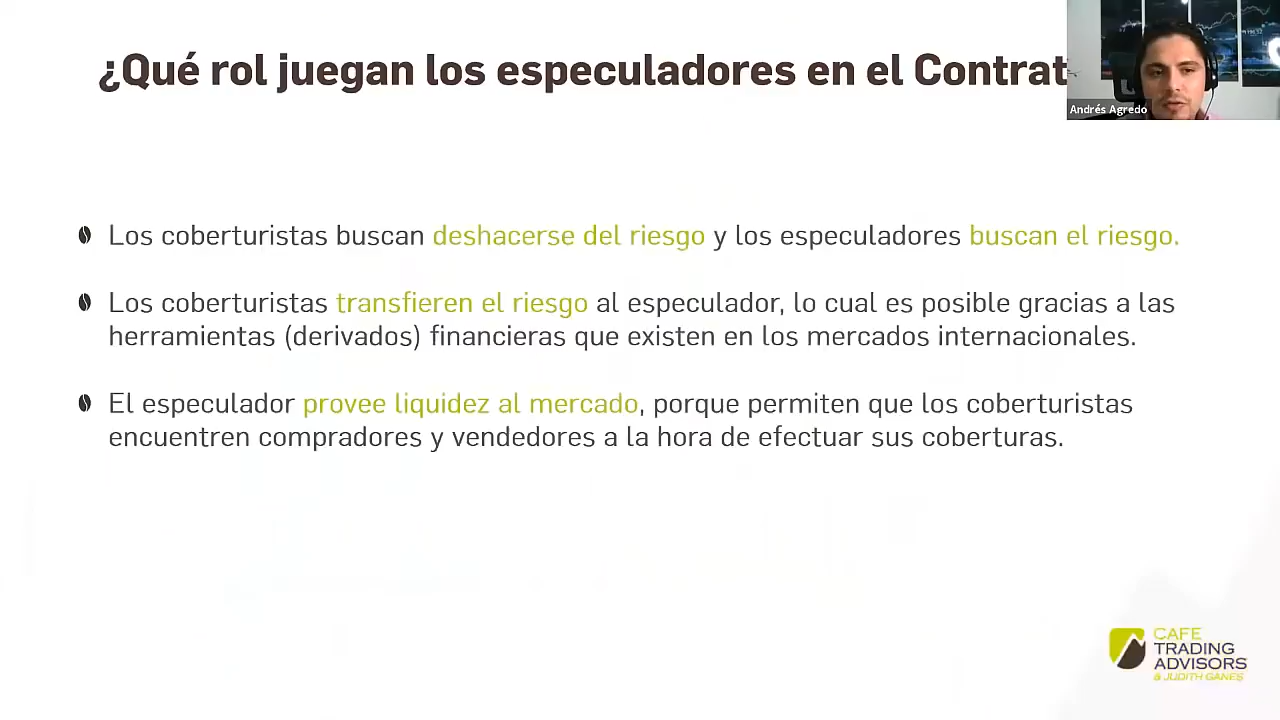 ¿Qué rol juegan los especuladores en el Contrat
Andrés Agredo
Los coberturistas buscan deshacerse del riesgo y los especuladores buscan el riesgo.
Los coberturistas transfieren el riesgo al especulador, lo cual es posible gracias a las
herramientas (derivados) financieras que existen en los mercados internacionales.
El especulador provee liquidez al mercado, porque permiten que los coberturistas
encuentren compradores y vendedores a la hora de efectuar sus coberturas.
CAFE
TRADING
ADVISORS
& JUDITH GANES